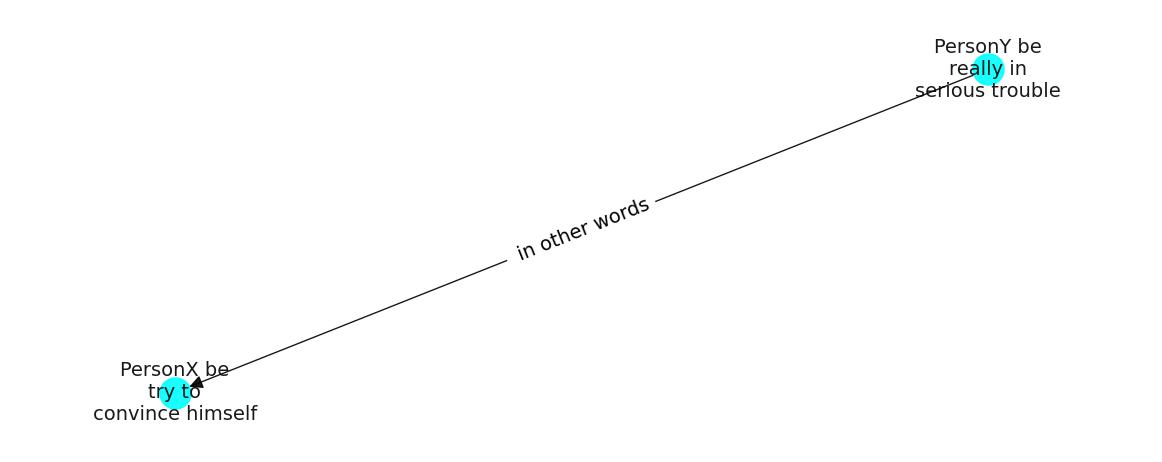 PersonY be
really in
serious trouble
in other words
PersonX be
try to
convince himself